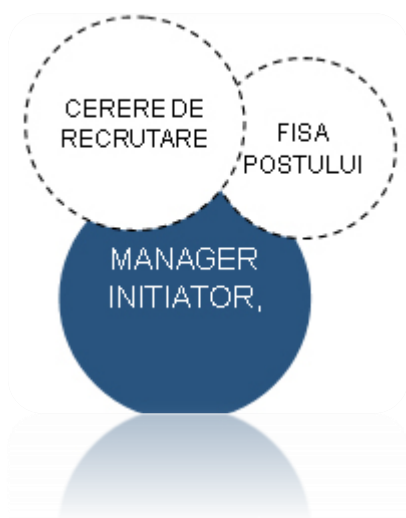 CERERE DE
RECRUTARE
FISA
POSTULUI
MANAGER
INITIATOR,